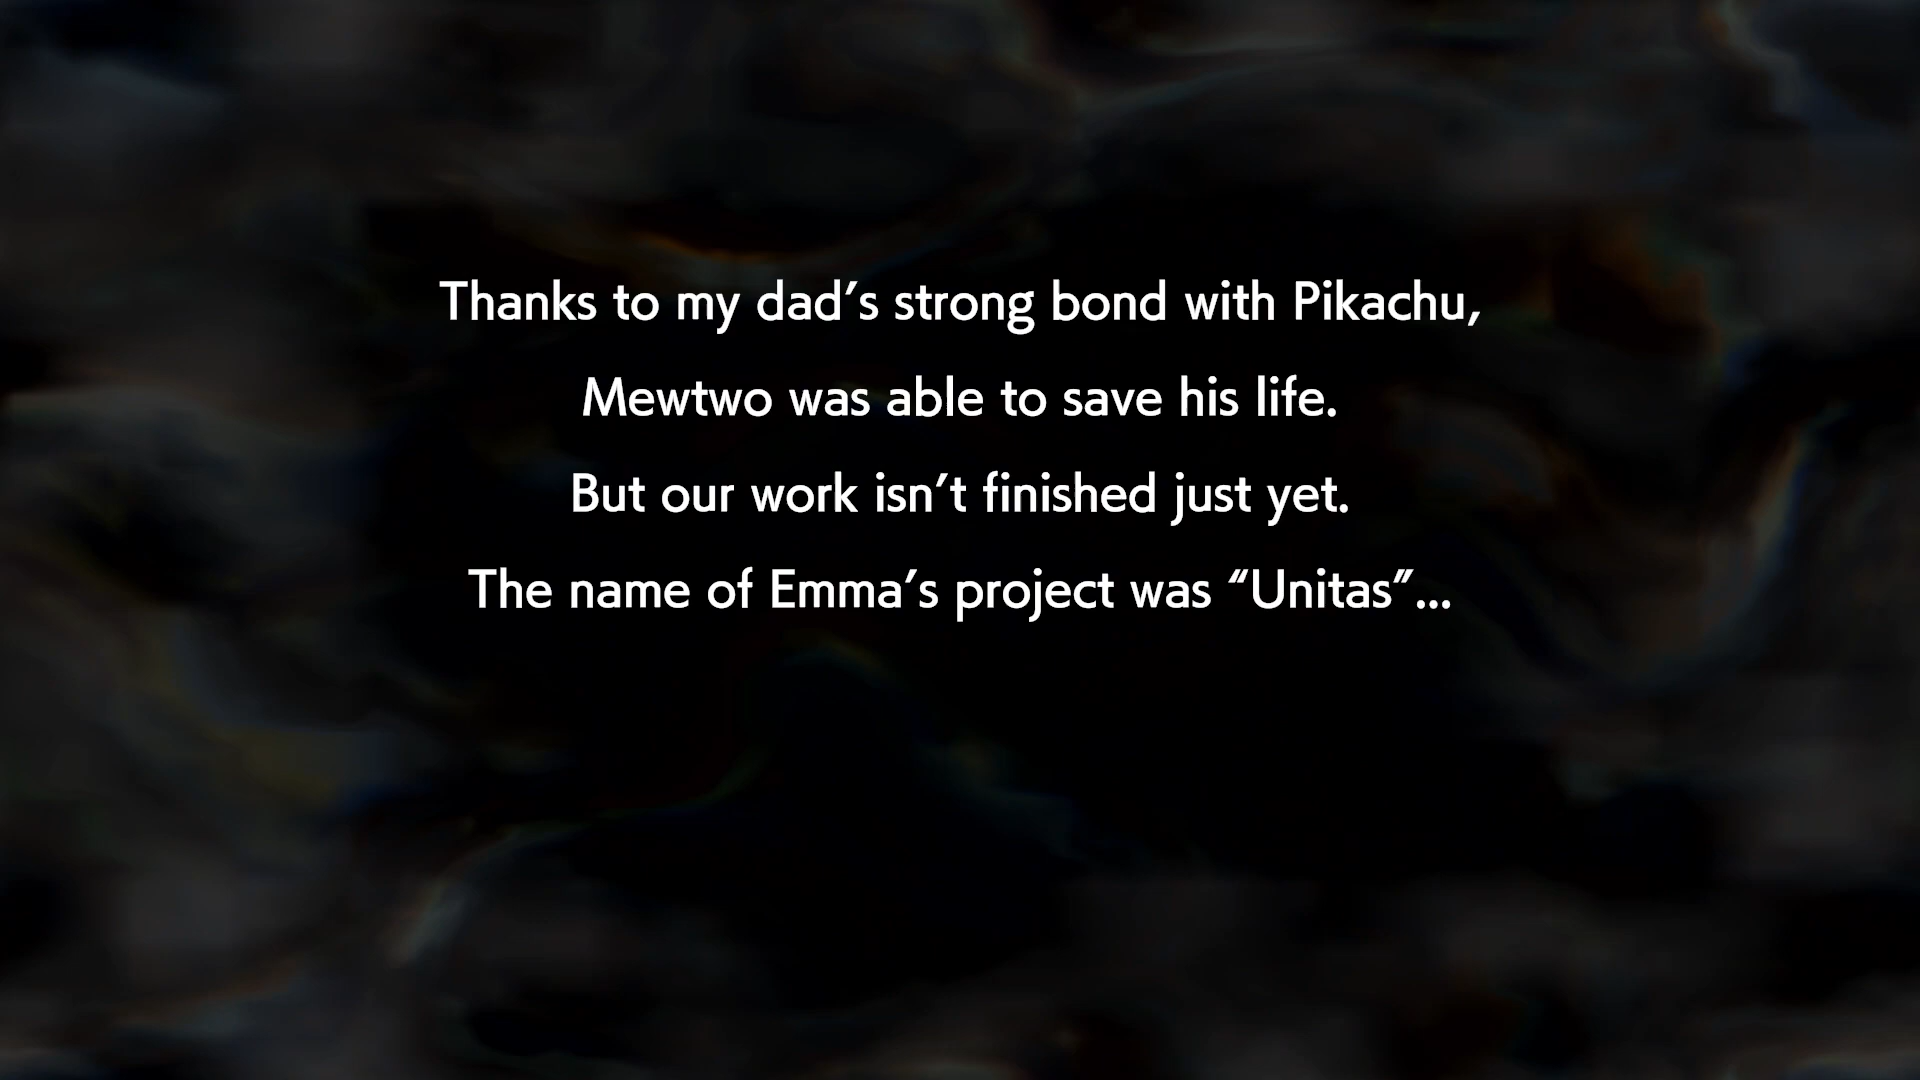 Thanks to my dad’s strong bond with Pikachu,
Mewtwo was able to save his life.
But our work isn’t finished just yet.
The name of Emma’s project was “Unitas”...